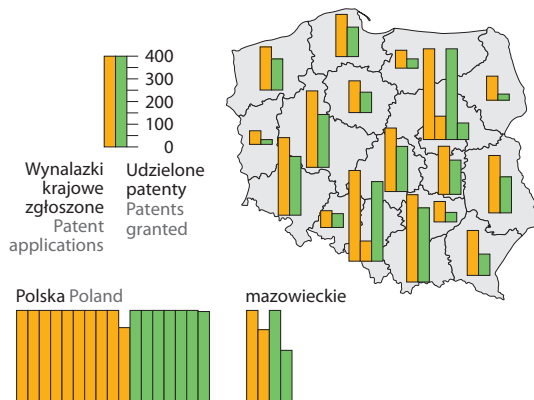 400
300
200
100
0
Wynalazki
krajowe
zgłoszone
Patent
applications
Udzielone
patenty
Patents
granted
Polska Poland
mazowieckie